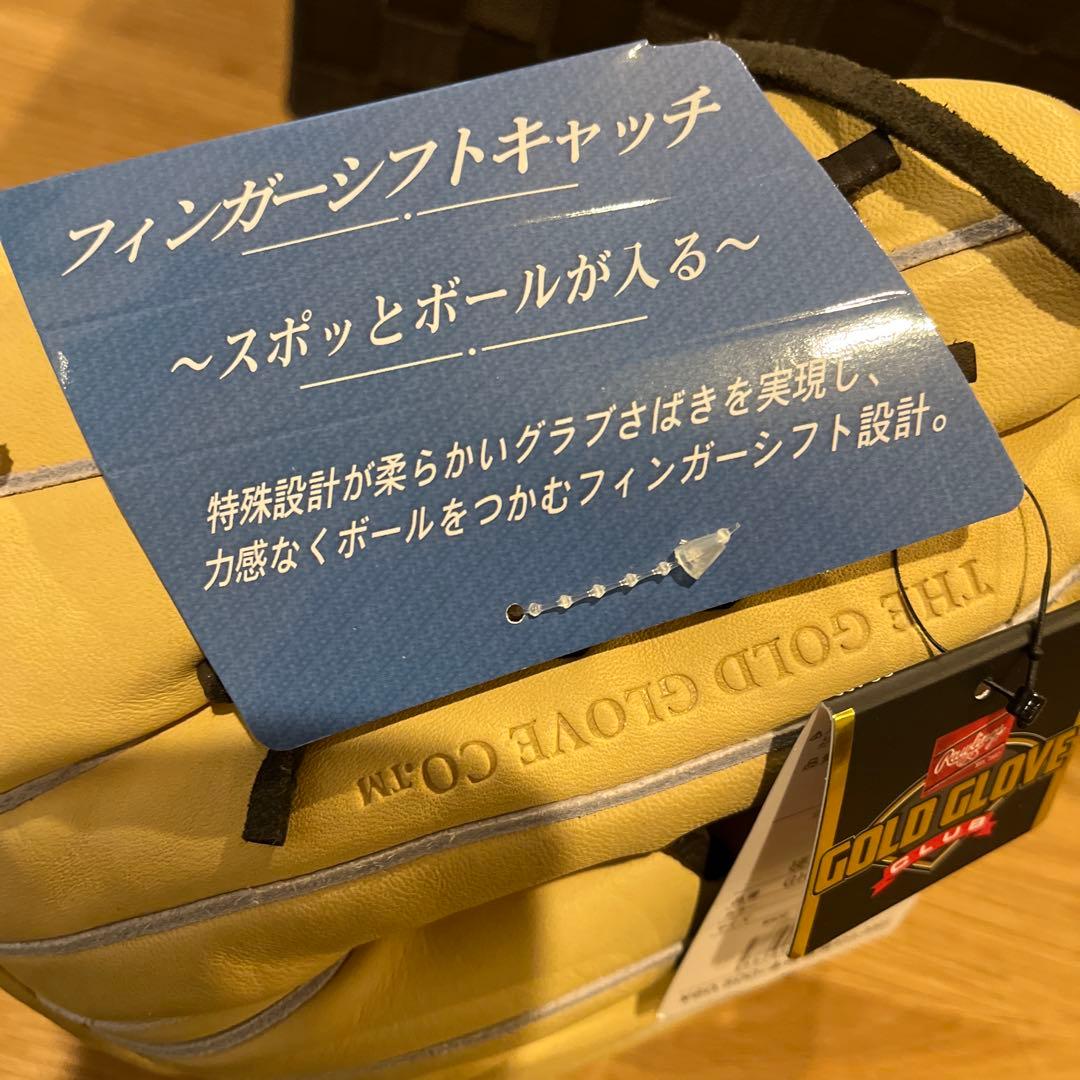 フィンガーシフトキャッチ
～スポッとボールが入る～
特殊設計が柔らかいグラブさばきを実現し、
力感なくボールをつかむフィンガーシフト設計。
THE GOLD GLOVE CO.TM
Rawlings
GOLD GLOVE
CLUB